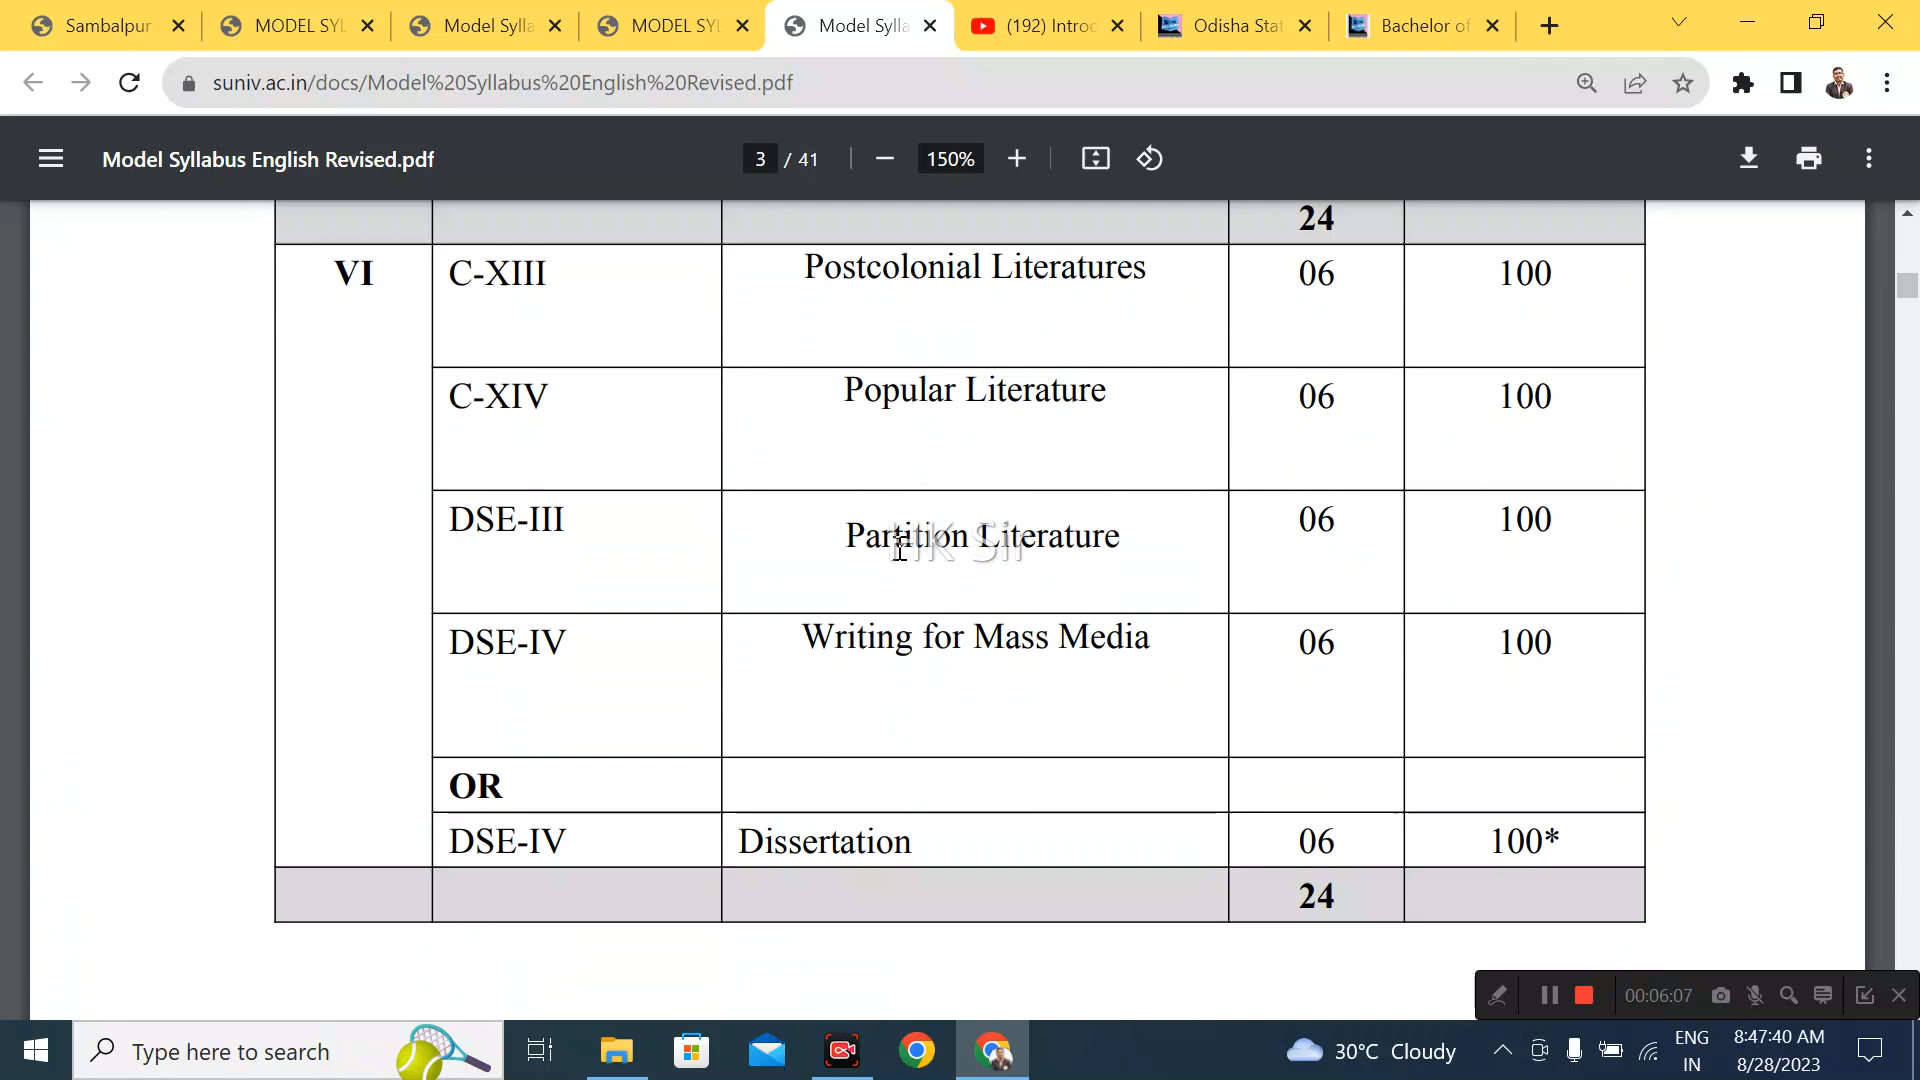 Sambalpur
MODEL SYL
Model Sylla
MODEL SYL
Model Sylla
(192) Introd
Odisha Stat
Bachelor of
suniv.ac.in/docs/Model%20Syllabus%20English%20Revised.pdf
Model Syllabus English Revised.pdf
3 / 41
150%
24
VI C-XIII Postcolonial Literatures 06 100
C-XIV Popular Literature 06 100
DSE-III Partition Literature 06 100
HK Sir
DSE-IV Writing for Mass Media 06 100
OR
DSE-IV Dissertation 06 100*
24
00:06:07
Type here to search
30°C Cloudy
ENG
IN
8:47:40 AM
8/28/2023